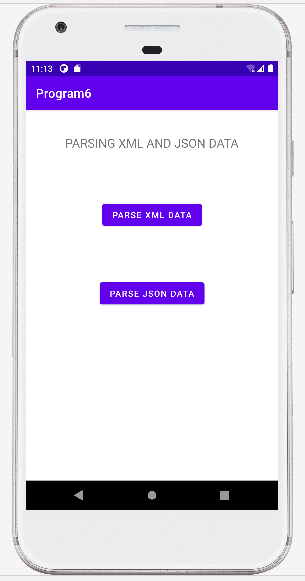 11:13
Program6
PARSING XML AND JSON DATA
PARSE XML DATA
PARSE JSON DATA